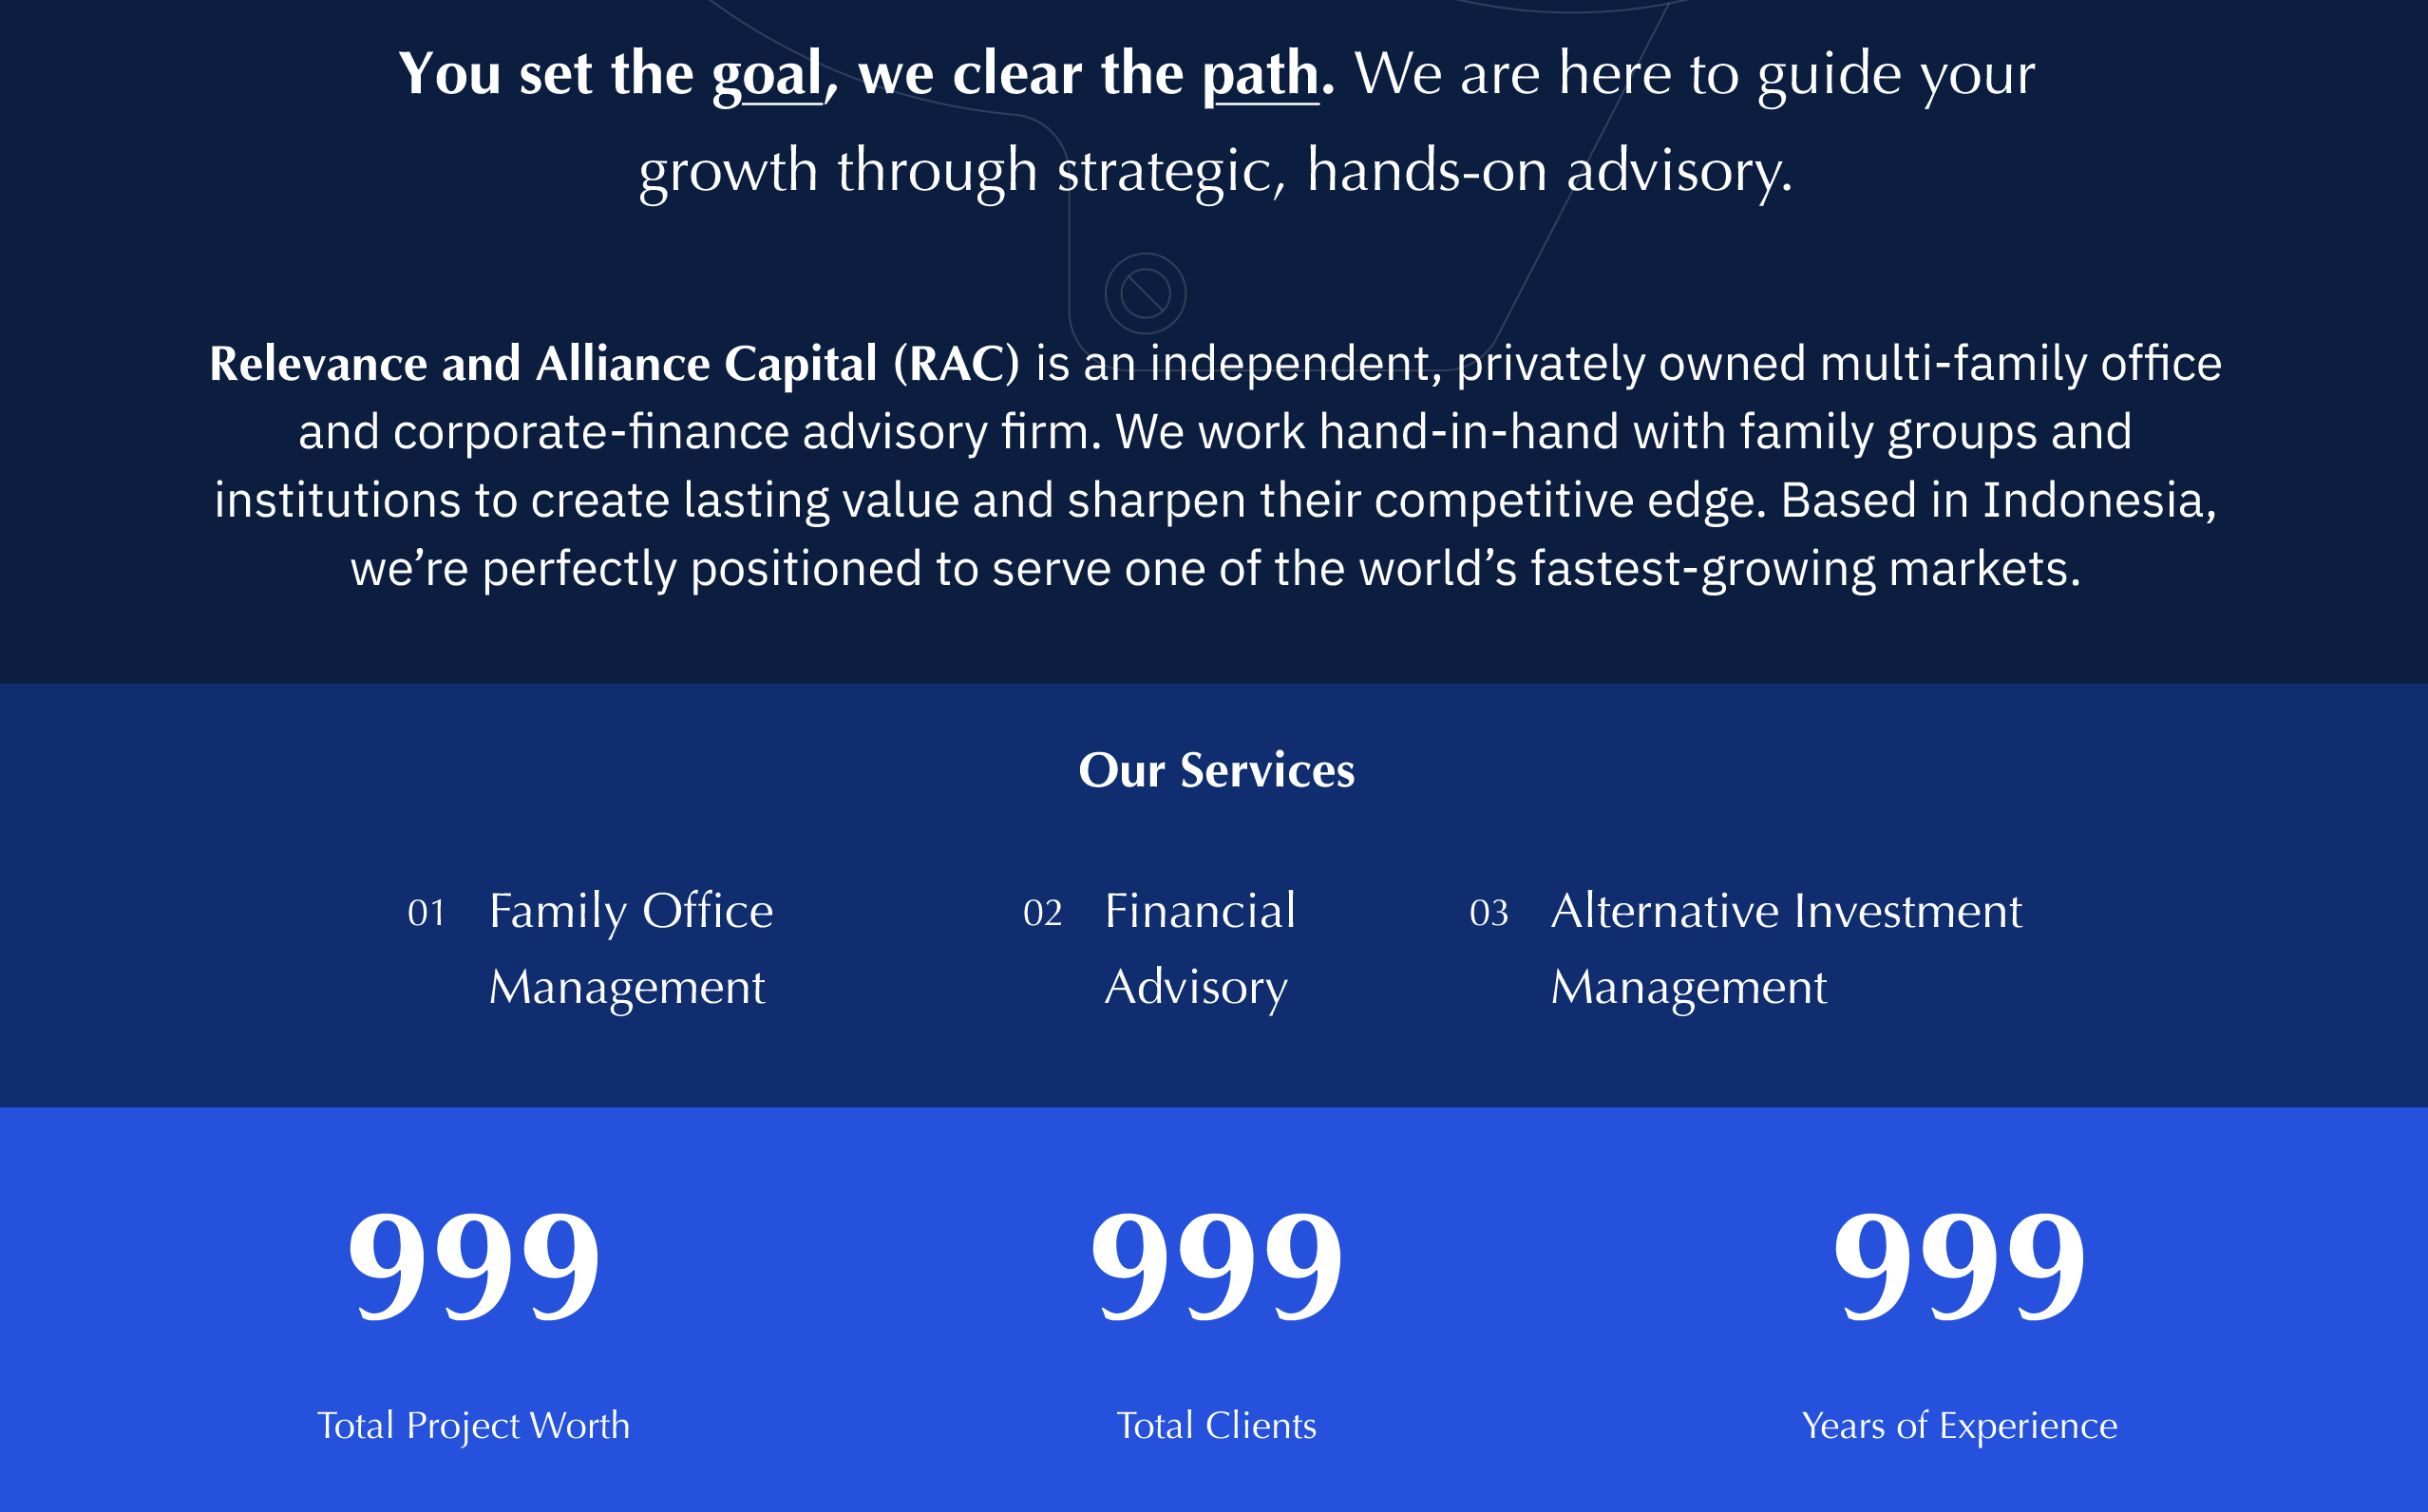 You set the goal, we clear the path. We are here to guide your
growth through strategic, hands-on advisory.
Relevance and Alliance Capital (RAC) is an independent, privately owned multi-family office
and corporate-finance advisory firm. We work hand-in-hand with family groups and
institutions to create lasting value and sharpen their competitive edge. Based in Indonesia,
we’re perfectly positioned to serve one of the world’s fastest-growing markets.
Our Services
01 Family Office
Management
02 Financial
Advisory
03 Alternative Investment
Management
999
Total Project Worth
999
Total Clients
999
Years of Experience